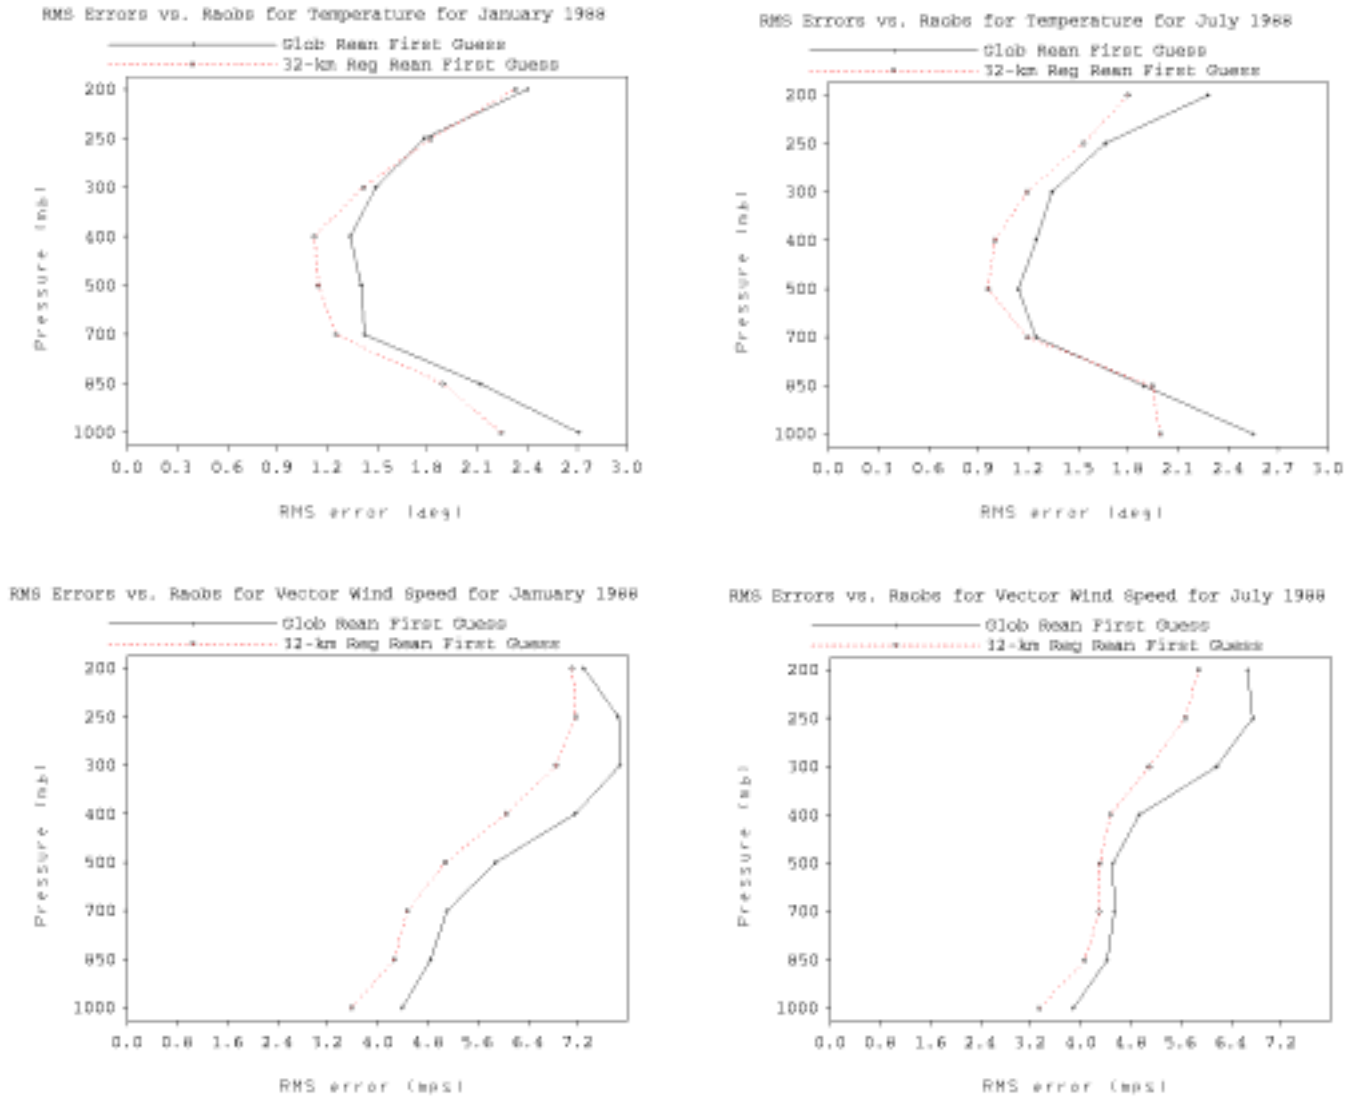 RMS Errors vs. Raobs for Temperature for January 1988
Glob Rean First Guess
32-km Reg Rean First Guess
200
250
300
400
500
700
850
1000
Pressure (mb)
0.0 0.3 0.6 0.9 1.2 1.5 1.8 2.1 2.4 2.7 3.0
RMS error (deg)
RMS Errors vs. Raobs for Temperature for July 1988
Glob Rean First Guess
32-km Reg Rean First Guess
200
250
300
400
500
700
850
1000
Pressure (mb)
0.0 0.3 0.6 0.9 1.2 1.5 1.8 2.1 2.4 2.7 3.0
RMS error (deg)
RMS Errors vs. Raobs for Vector Wind Speed for January 1988
Glob Rean First Guess
32-km Reg Rean First Guess
200
250
300
400
500
700
850
1000
Pressure (mb)
0.0 0.8 1.6 2.4 3.2 4.0 4.8 5.6 6.4 7.2
RMS error (mps)
RMS Errors vs. Raobs for Vector Wind Speed for July 1988
Glob Rean First Guess
32-km Reg Rean First Guess
200
250
300
400
500
700
850
1000
Pressure (mb)
0.0 0.8 1.6 2.4 3.2 4.0 4.8 5.6 6.4 7.2
RMS error (mps)